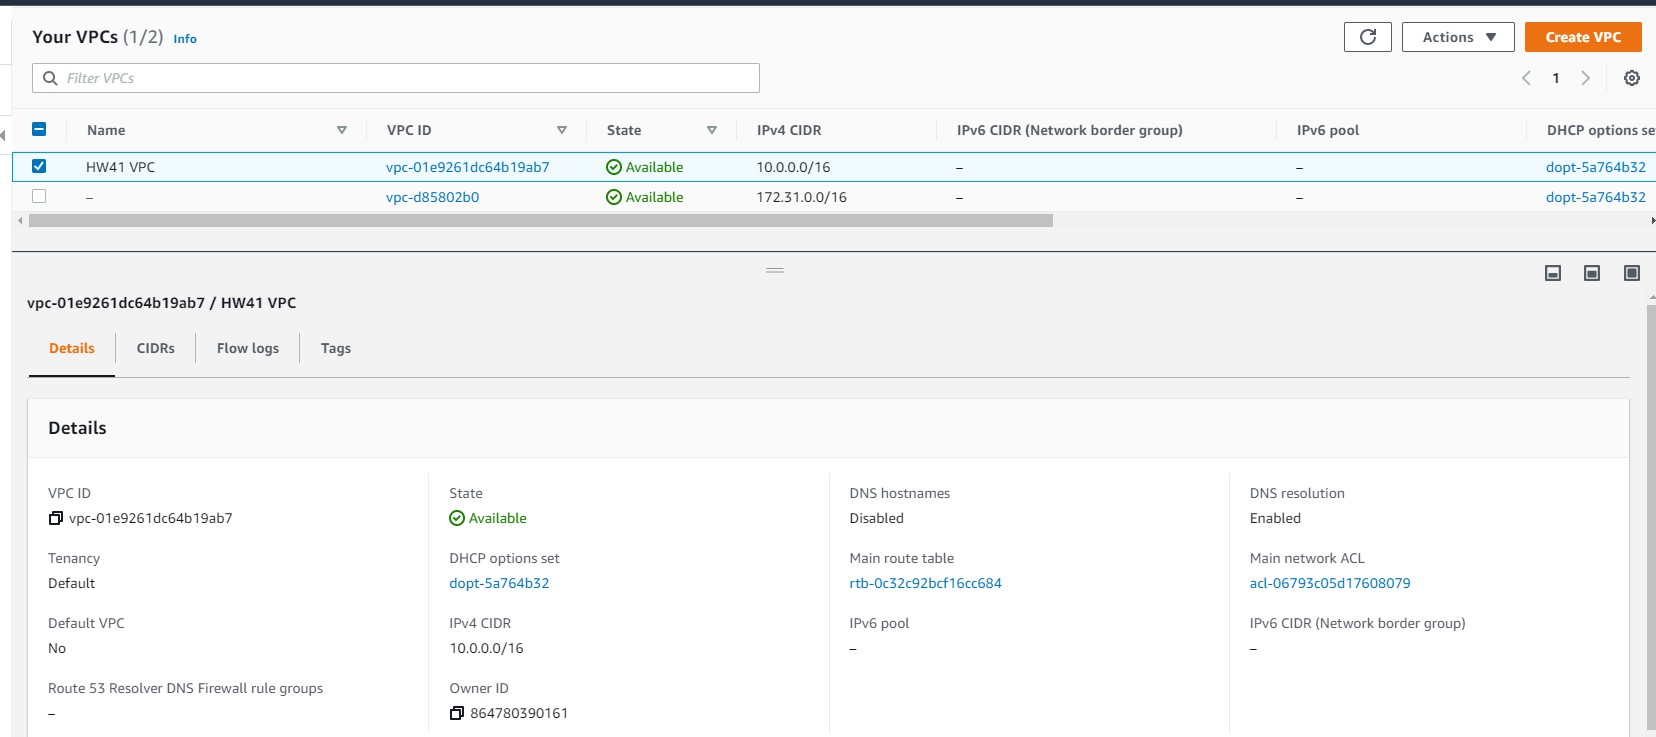 Your VPCs (1/2) Info
Actions
Create VPC
Filter VPCs
1
Name VPC ID State IPv4 CIDR IPv6 CIDR (Network border group) IPv6 pool DHCP options se
HW41 VPC vpc-01e9261dc64b19ab7 Available 10.0.0.0/16 – – dopt-5a764b32
– vpc-d85802b0 Available 172.31.0.0/16 – – dopt-5a764b32
vpc-01e9261dc64b19ab7 / HW41 VPC
Details CIDRs Flow logs Tags
Details
VPC ID State DNS hostnames DNS resolution
vpc-01e9261dc64b19ab7 Available Disabled Enabled
Tenancy DHCP options set Main route table Main network ACL
Default dopt-5a764b32 rtb-0c32c92bcf16cc684 acl-06793c05d17608079
Default VPC IPv4 CIDR IPv6 pool IPv6 CIDR (Network border group)
No 10.0.0.0/16 – –
Route 53 Resolver DNS Firewall rule groups Owner ID
– 864780390161